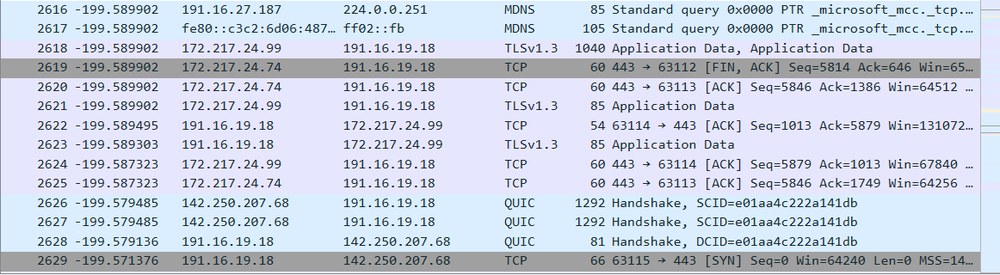 2616 -199.589902 191.16.27.187 224.0.0.251 MDNS 85 Standard query 0x0000 PTR _microsoft_mcc._tcp.…
2617 -199.589902 fe80::c3c2:6d06:487… ff02::fb MDNS 105 Standard query 0x0000 PTR _microsoft_mcc._tcp.…
2618 -199.589902 172.217.24.99 191.16.19.18 TLSv1.3 1040 Application Data, Application Data
2619 -199.589902 172.217.24.74 191.16.19.18 TCP 60 443 → 63112 [FIN, ACK] Seq=5814 Ack=646 Win=65…
2620 -199.589902 172.217.24.74 191.16.19.18 TCP 60 443 → 63113 [ACK] Seq=5846 Ack=1386 Win=64512 …
2621 -199.589902 172.217.24.74 191.16.19.18 TLSv1.3 85 Application Data
2622 -199.589495 191.16.19.18 172.217.24.99 TCP 54 63114 → 443 [ACK] Seq=1013 Ack=5879 Win=131072…
2623 -199.589303 191.16.19.18 172.217.24.99 TLSv1.3 85 Application Data
2624 -199.587323 172.217.24.99 191.16.19.18 TCP 60 443 → 63114 [ACK] Seq=5879 Ack=1013 Win=67840 …
2625 -199.587323 172.217.24.74 191.16.19.18 TCP 60 443 → 63113 [ACK] Seq=5846 Ack=1749 Win=64256 …
2626 -199.579485 142.250.207.68 191.16.19.18 QUIC 1292 Handshake, SCID=e01aa4c222a141db
2627 -199.579485 142.250.207.68 191.16.19.18 QUIC 1292 Handshake, SCID=e01aa4c222a141db
2628 -199.579136 191.16.19.18 142.250.207.68 QUIC 81 Handshake, DCID=e01aa4c222a141db
2629 -199.571376 191.16.19.18 142.250.207.68 TCP 66 63115 → 443 [SYN] Seq=0 Win=64240 Len=0 MSS=14…